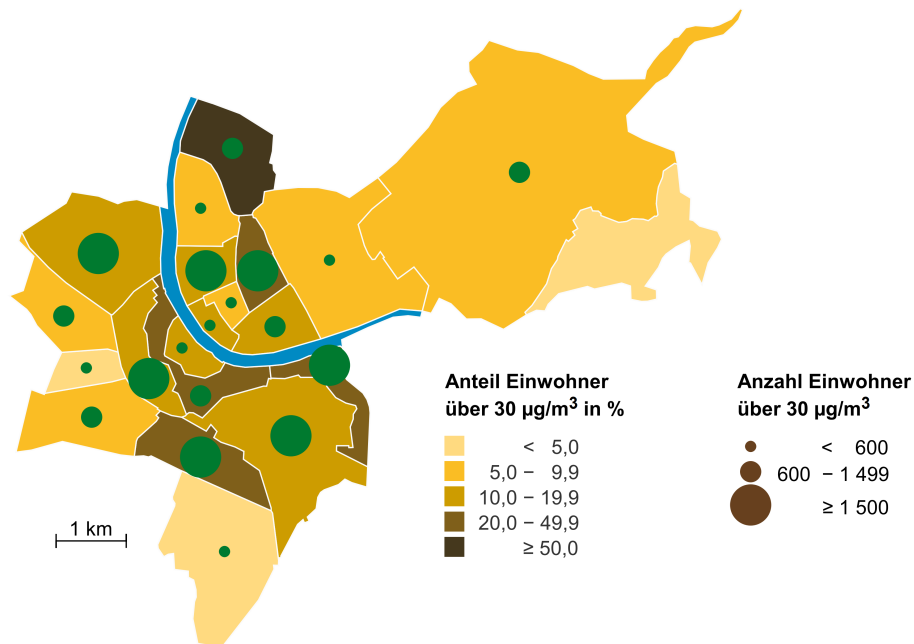 Anteil Einwohner
über 30 µg/m³ in %
< 5,0
5,0 – 9,9
10,0 – 19,9
20,0 – 49,9
≥ 50,0
Anzahl Einwohner
über 30 µg/m³
< 600
600 – 1 499
≥ 1 500
1 km